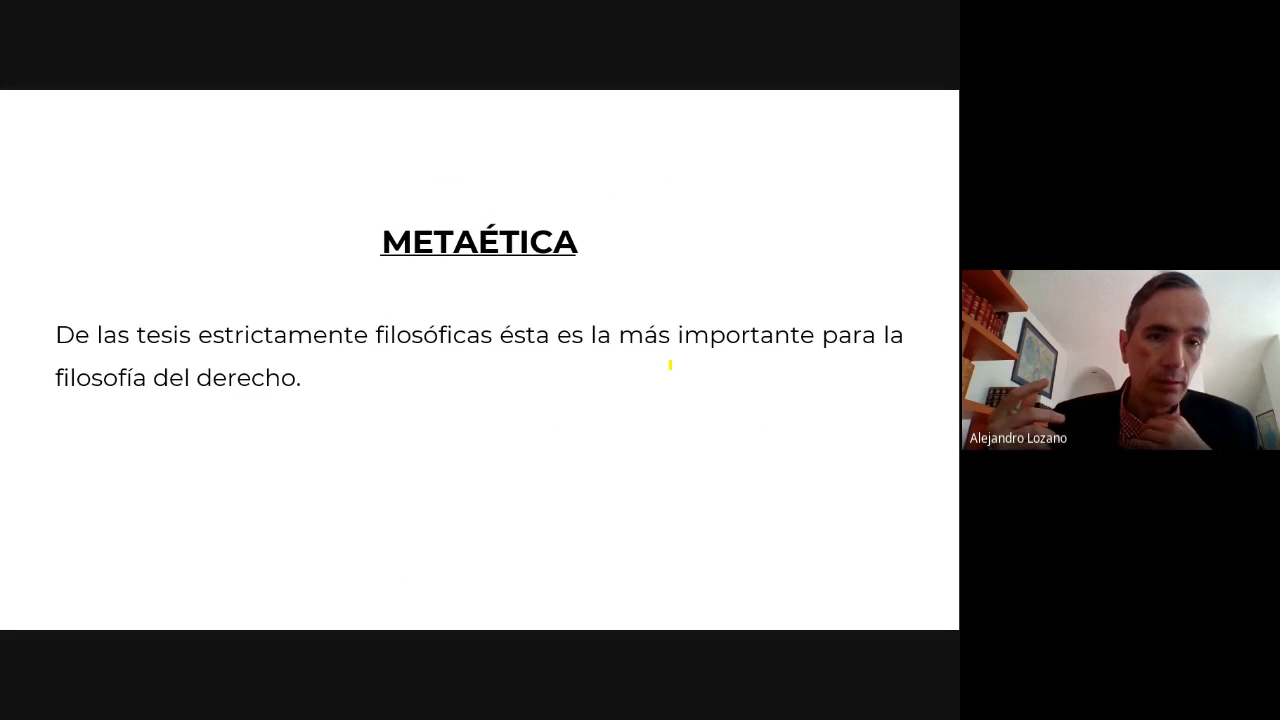 METAÉTICA
De las tesis estrictamente filosóficas ésta es la más importante para la
filosofía del derecho.
Alejandro Lozano